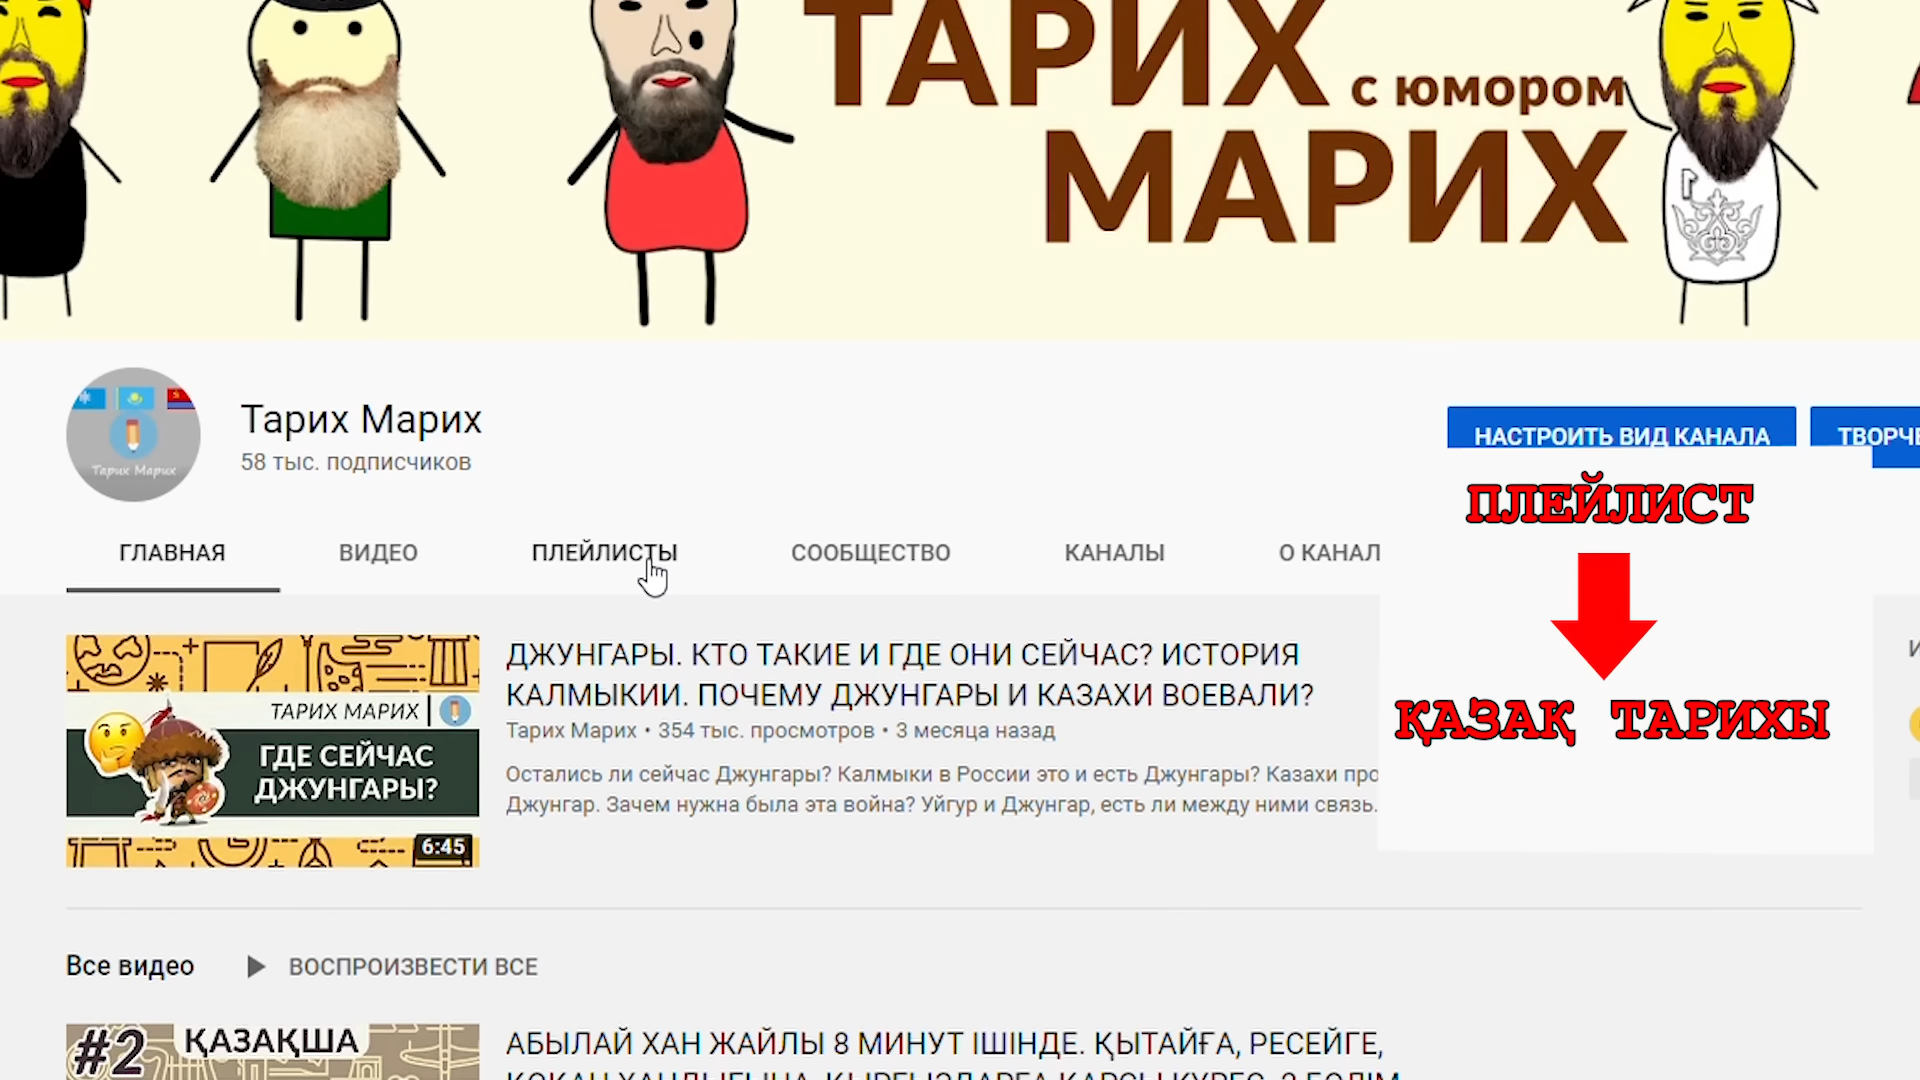 ТАРИХ
с юмором
МАРИХ
Тарих Марих
Тарих Марих
58 тыс. подписчиков
НАСТРОИТЬ ВИД КАНАЛА
ПЛЕЙЛИСТ
ГЛАВНАЯ
ВИДЕО
ПЛЕЙЛИСТЫ
СООБЩЕСТВО
КАНАЛЫ
О КАНАЛ
ҚАЗАҚ ТАРИХЫ
ТАРИХ МАРИХ
ГДЕ СЕЙЧАС
ДЖУНГАРЫ?
6:45
ДЖУНГАРЫ. КТО ТАКИЕ И ГДЕ ОНИ СЕЙЧАС? ИСТОРИЯ
КАЛМЫКИИ. ПОЧЕМУ ДЖУНГАРЫ И КАЗАХИ ВОЕВАЛИ?
Тарих Марих • 354 тыс. просмотров • 3 месяца назад
Остались ли сейчас Джунгары? Калмыки в России это и есть Джунгары? Казахи про
Джунгар. Зачем нужна была эта война? Уйгур и Джунгар, есть ли между ними связь.
Все видео
ВОСПРОИЗВЕСТИ ВСЕ
#2 ҚАЗАҚША
АБЫЛАЙ ХАН ЖАЙЛЫ 8 МИНУТ ІШІНДЕ. ҚЫТАЙҒА, РЕСЕЙГЕ,